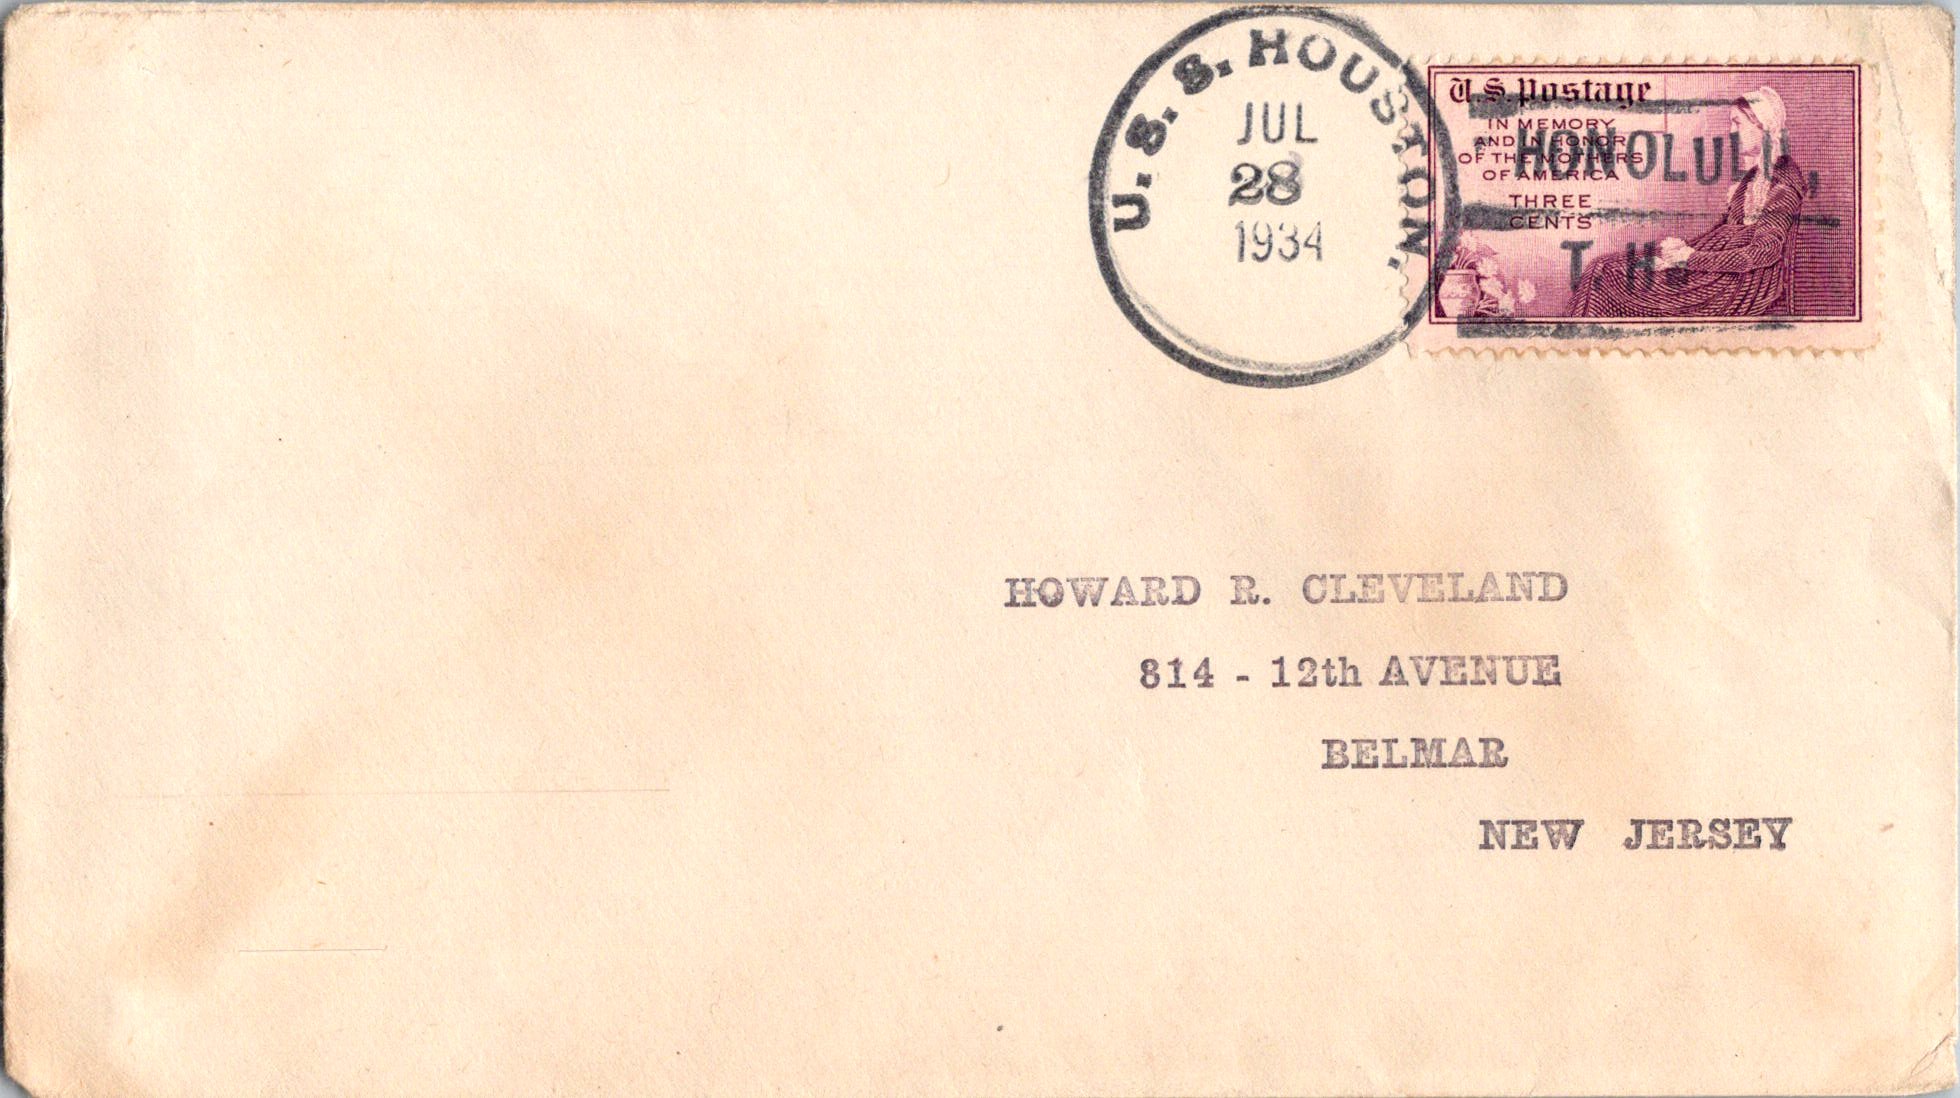 U.S.S. HOUSTON.
JUL
28
1934
U.S. Postage
IN MEMORY
AND IN HONOR
OF THE MOTHERS
OF AMERICA
THREE
CENTS
HONOLULU,
T.H.
HOWARD R. CLEVELAND
814 - 12th AVENUE
BELMAR
NEW JERSEY